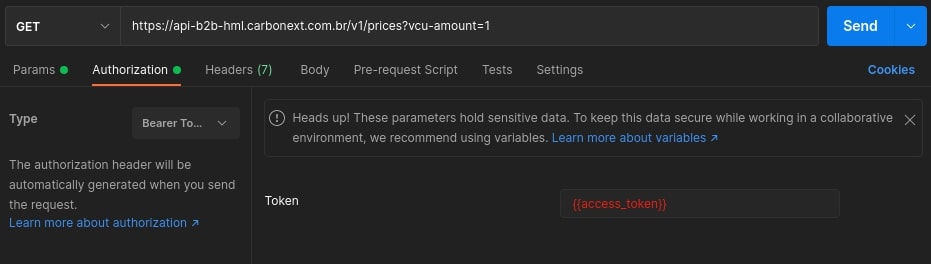 GET https://api-b2b-hml.carbonext.com.br/v1/prices?vcu-amount=1 Send
Params Authorization Headers (7) Body Pre-request Script Tests Settings Cookies
Type Bearer To...
The authorization header will be
automatically generated when you send
the request.
Learn more about authorization ↗
Heads up! These parameters hold sensitive data. To keep this data secure while working in a collaborative
environment, we recommend using variables. Learn more about variables ↗
Token {{access_token}}